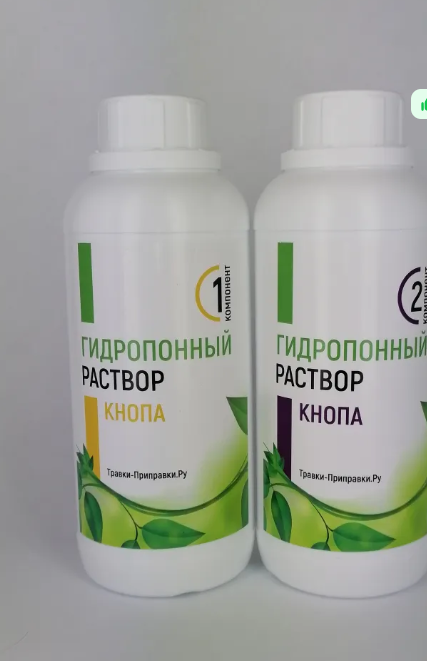 1
КОМПОНЕНТ
ГИДРОПОННЫЙ
РАСТВОР
КНОПА
Травки-Приправки.Ру
2
КОМПОНЕНТ
ГИДРОПОННЫЙ
РАСТВОР
КНОПА
Травки-Приправки.Ру